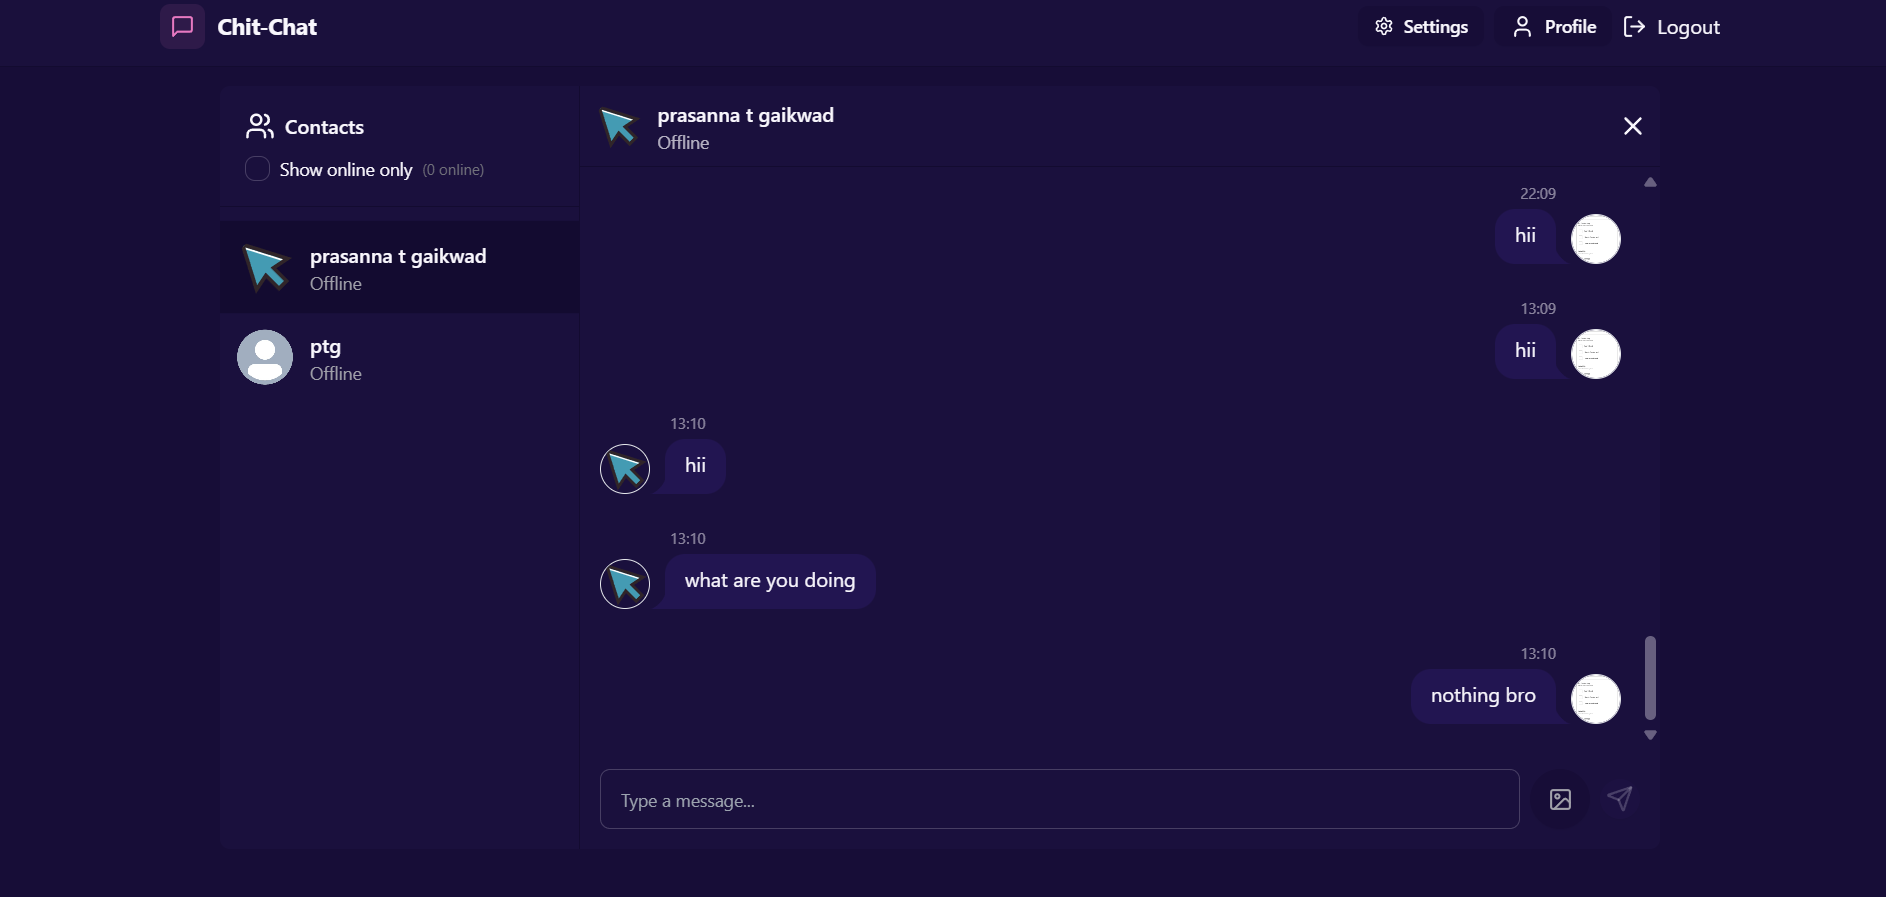 Chit-Chat
Settings
Profile
Logout
Contacts
Show online only (0 online)
prasanna t gaikwad
Offline
ptg
Offline
prasanna t gaikwad
Offline
22:09
hii
13:09
hii
13:10
hii
13:10
what are you doing
13:10
nothing bro
Type a message...